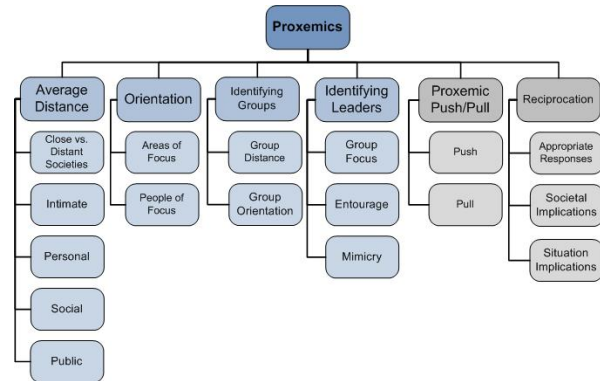 Proxemics
Average
Distance
Orientation
Identifying
Groups
Identifying
Leaders
Proxemic
Push/Pull
Reciprocation
Close vs.
Distant
Societies
Areas of
Focus
Group
Distance
Group
Focus
Push
Appropriate
Responses
Intimate
People of
Focus
Group
Orientation
Entourage
Pull
Societal
Implications
Personal
Mimicry
Situation
Implications
Social
Public